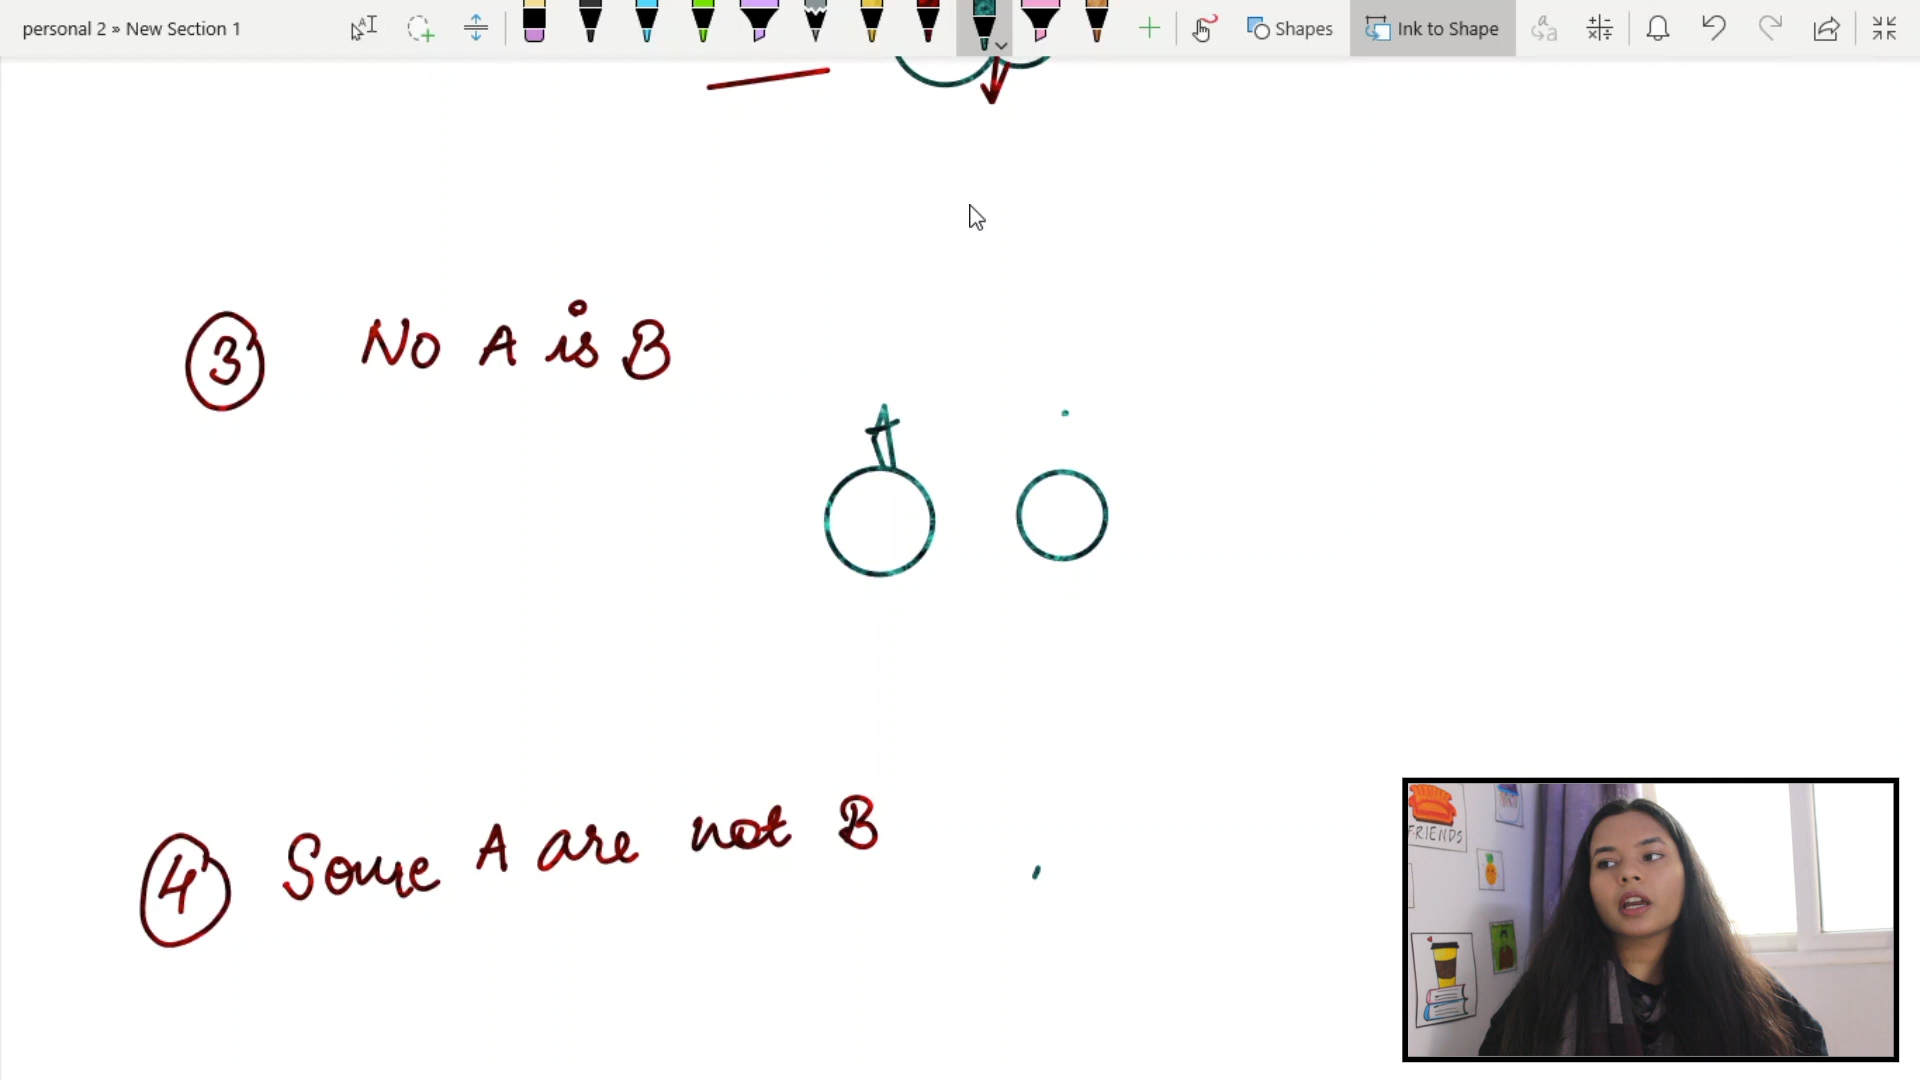 personal 2 » New Section 1
Shapes
Ink to Shape
③ No A is B
A
④ Some A are not B
FRIENDS